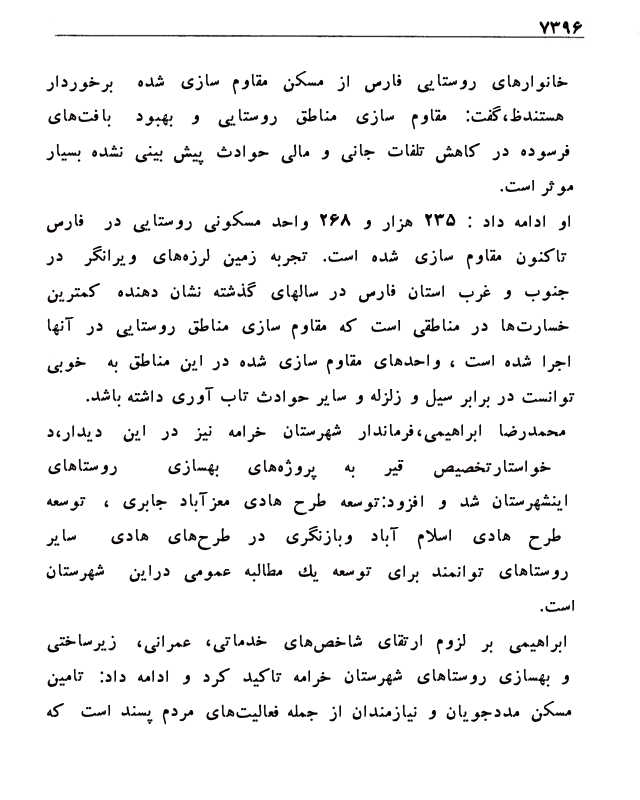 ۷۳۹۶
خانوارهای روستایی فارس از مسکن مقاوم سازی شده برخوردار
هستندظ،گفت: مقاوم سازی مناطق روستایی و بهبود بافت‌های
فرسوده در کاهش تلفات جانی و مالی حوادث پیش بینی نشده بسیار
موثر است.
او ادامه داد : ۲۳۵ هزار و ۲۶۸ واحد مسکونی روستایی در فارس
تاکنون مقاوم سازی شده است. تجربه زمین لرزه‌های ویرانگر در
جنوب و غرب استان فارس در سالهای گذشته نشان دهنده کمترین
خسارت‌ها در مناطقی است که مقاوم سازی مناطق روستایی در آنها
اجرا شده است ، واحدهای مقاوم سازی شده در این مناطق به خوبی
توانست در برابر سیل و زلزله و سایر حوادث تاب آوری داشته باشد.
محمدرضا ابراهیمی،فرماندار شهرستان خرامه نیز در این دیدار،د
خواستارتخصیص قیر به پروژه‌های بهسازی روستاهای
اینشهرستان شد و افزود:توسعه طرح هادی معزآباد جابری ، توسعه
طرح هادی اسلام آباد وبازنگری در طرح‌های هادی سایر
روستاهای توانمند برای توسعه یك مطالبه عمومی دراین شهرستان
است.
ابراهیمی بر لزوم ارتقای شاخص‌های خدماتی، عمرانی، زیرساختی
و بهسازی روستاهای شهرستان خرامه تاکید کرد و ادامه داد: تامین
مسکن مددجویان و نیازمندان از جمله فعالیت‌های مردم پسند است که